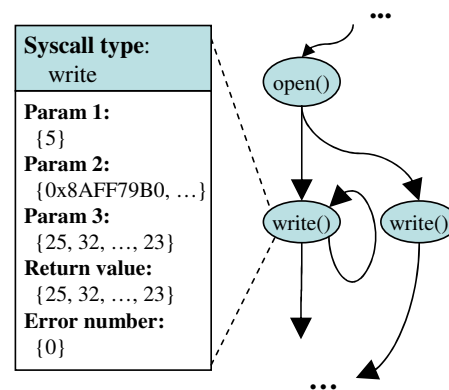 ...
Syscall type:
write
Param 1:
{5}
Param 2:
{0x8AFF79B0, …}
Param 3:
{25, 32, …, 23}
Return value:
{25, 32, …, 23}
Error number:
{0}
open()
write()
write()
...